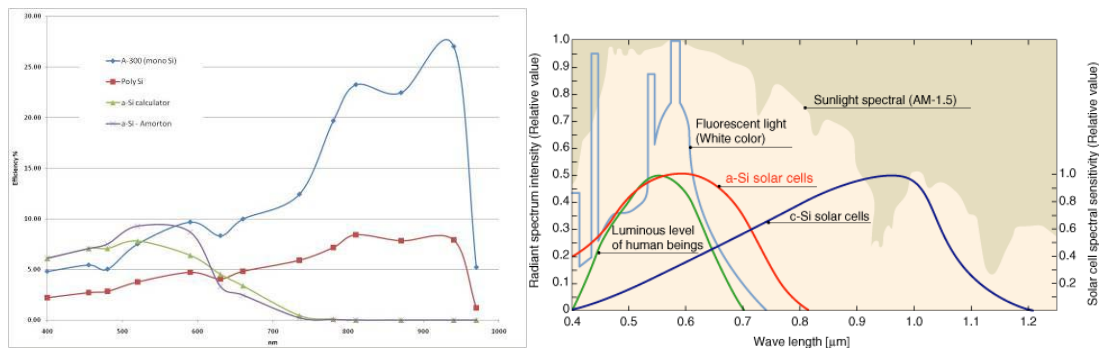 30.00
25.00
20.00
15.00
10.00
5.00
0.00
Efficiency %
A-300 (mono Si)
Poly Si
a-Si calculator
a-Si - Amorton
400
500
600
700
800
900
1000
nm
Radiant spectrum intensity (Relative value)
1.0
0.9
0.8
0.7
0.6
0.5
0.4
0.3
0.2
0.1
0
Sunlight spectral (AM-1.5)
Fluorescent light
(White color)
a-Si solar cells
c-Si solar cells
Luminous level
of human beings
1.0
0.8
0.6
0.4
0.2
Solar cell spectral sensitivity (Relative value)
0.4
0.5
0.6
0.7
0.8
0.9
1.0
1.1
1.2
Wave length [µm]